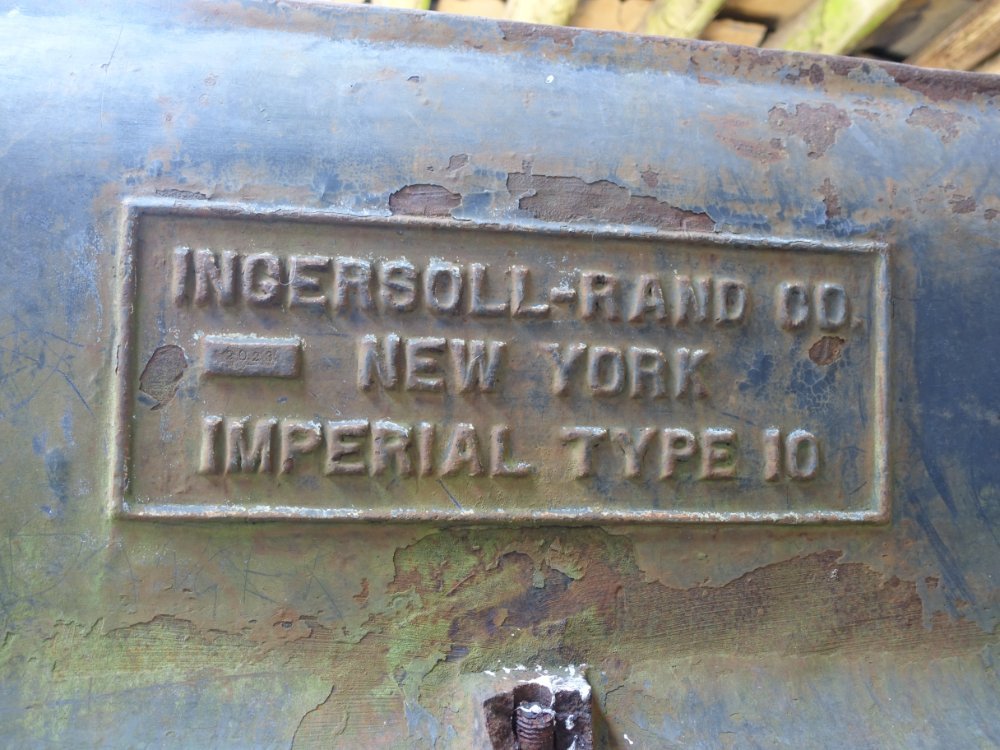 INGERSOLL-RAND CO.
NEW YORK
IMPERIAL TYPE 10